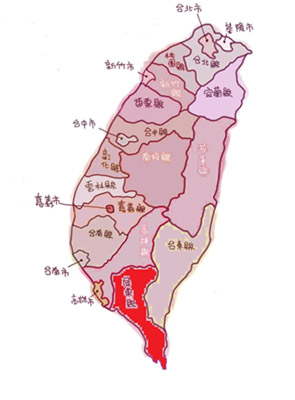 台北市
基隆市
桃園縣
台北縣
新竹市
新竹縣
宜蘭縣
苗栗縣
台中市
台中縣
彰化縣
南投縣
花蓮縣
雲林縣
嘉義市
嘉義縣
台南縣
高雄縣
台東縣
台南市
高雄市
屏東縣